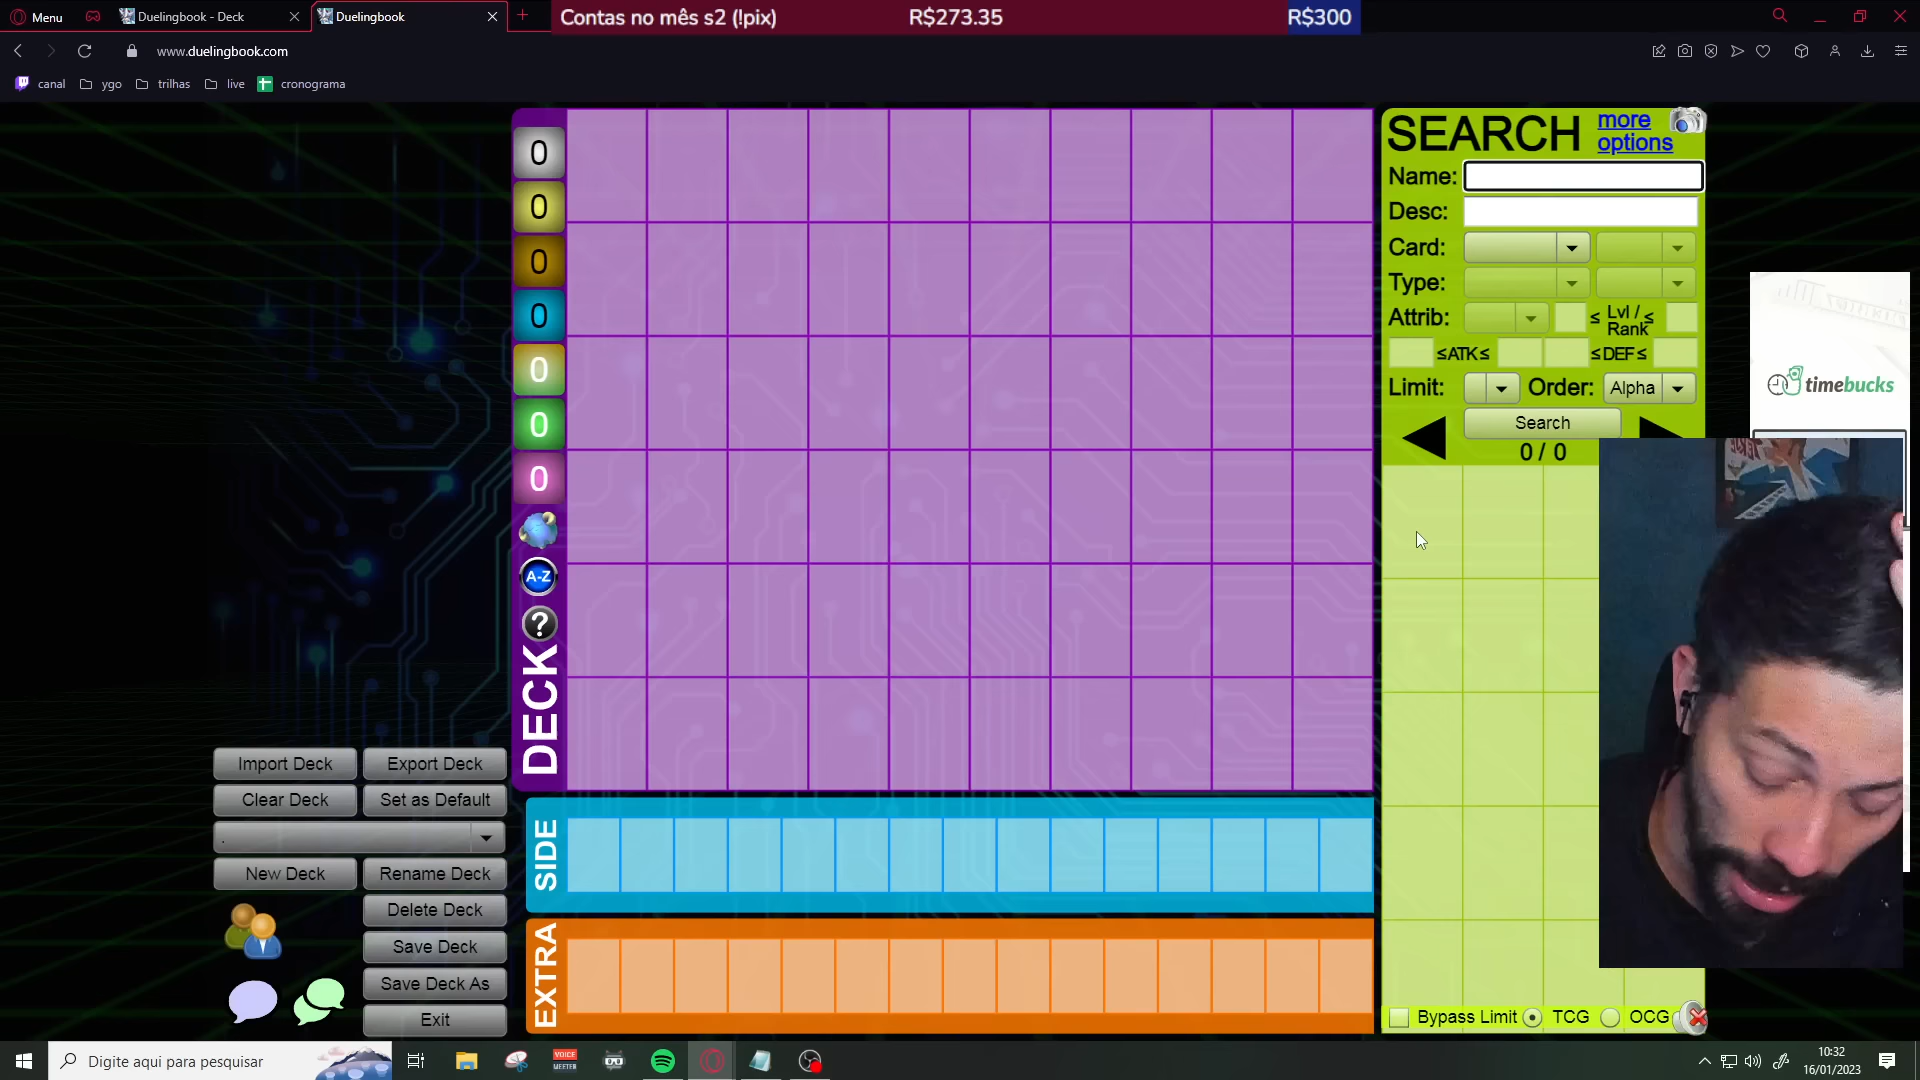 Menu
Duelingbook - Deck
Duelingbook
Contas no mês s2 (!pix)
R$273.35
R$300
www.duelingbook.com
canal
ygo
trilhas
live
cronograma
0
0
0
0
0
0
0
A-Z
?
DECK
SIDE
EXTRA
Import Deck
Export Deck
Clear Deck
Set as Default
.
New Deck
Rename Deck
Delete Deck
Save Deck
Save Deck As
Exit
SEARCH
more options
Name:
Desc:
Card:
Type:
Attrib:
≤ Lvl / Rank ≤
≤ATK≤
≤DEF≤
Limit:
Order:
Alpha
Search
0 / 0
Bypass Limit
TCG
OCG
timebucks
Digite aqui para pesquisar
VOICE MEETER
10:32
16/01/2023